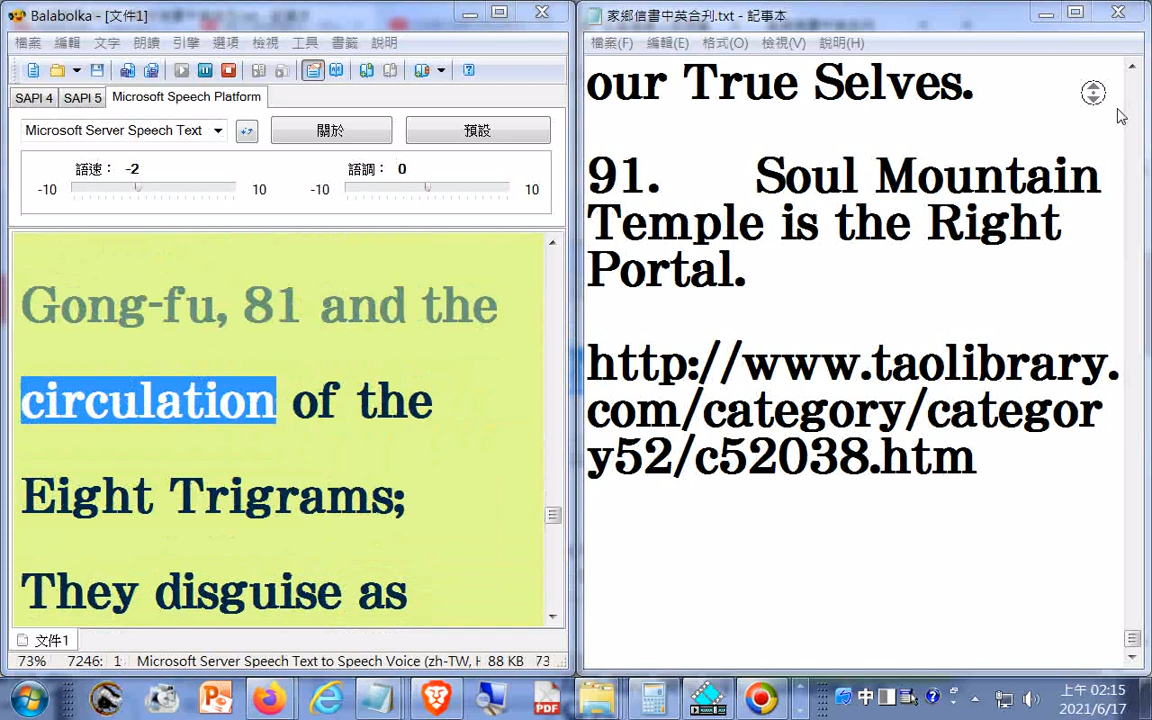 Balabolka - [文件1]
檔案 編輯 文字 朗讀 引擎 選項 檢視 工具 書籤 說明
SAPI 4 SAPI 5 Microsoft Speech Platform
Microsoft Server Speech Text 關於 預設
語速： -2 語調： 0
-10 10 -10 10
Gong-fu, 81 and the
circulation of the
Eight Trigrams;
They disguise as
文件1
73% 7246: 1 Microsoft Server Speech Text to Speech Voice (zh-TW, H 88 KB 73
家鄉信書中英合刋.txt - 記事本
檔案(F) 編輯(E) 格式(O) 檢視(V) 說明(H)
our True Selves.
91. Soul Mountain
Temple is the Right
Portal.
http://www.taolibrary.
com/category/categor
y52/c52038.htm
中
上午 02:15
2021/6/17